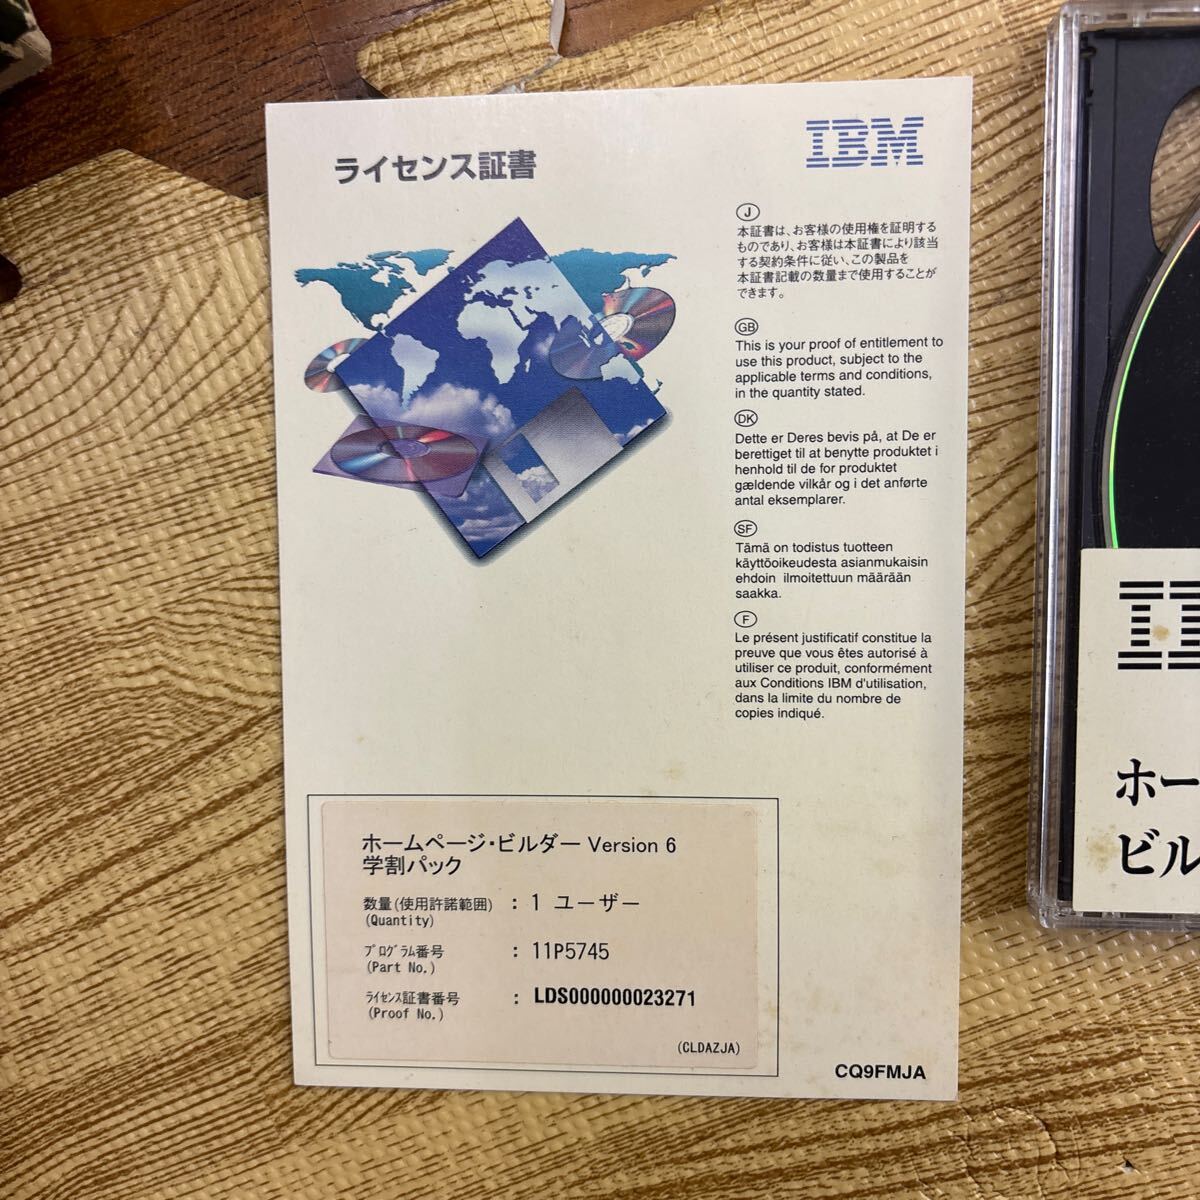 ライセンス証書
IBM
J
本証書は、お客様の使用権を証明する
ものであり、お客様は本証書により該当
する契約条件に従い、この製品を
本証書記載の数量まで使用することが
できます。
GB
This is your proof of entitlement to
use this product, subject to the
applicable terms and conditions,
in the quantity stated.
DK
Dette er Deres bevis på, at De er
berettiget til at benytte produktet i
henhold til de for produktet
gældende vilkår og i det anførte
antal eksemplarer.
SF
Tämä on todistus tuotteen
käyttöoikeudesta asianmukaisin
ehdoin ilmoitettuun määrään
saakka.
F
Le présent justificatif constitue la
preuve que vous êtes autorisé à
utiliser ce produit, conformément
aux Conditions IBM d'utilisation,
dans la limite du nombre de
copies indiqué.
ホームページ・ビルダー Version 6
学割パック
数量(使用許諾範囲) : 1 ユーザー
(Quantity)
ﾌﾟﾛｸﾞﾗﾑ番号 : 11P5745
(Part No.)
ﾗｲｾﾝｽ証書番号 : LDS000000023271
(Proof No.)
(CLDAZJA)
CQ9FMJA
ホー
ビル